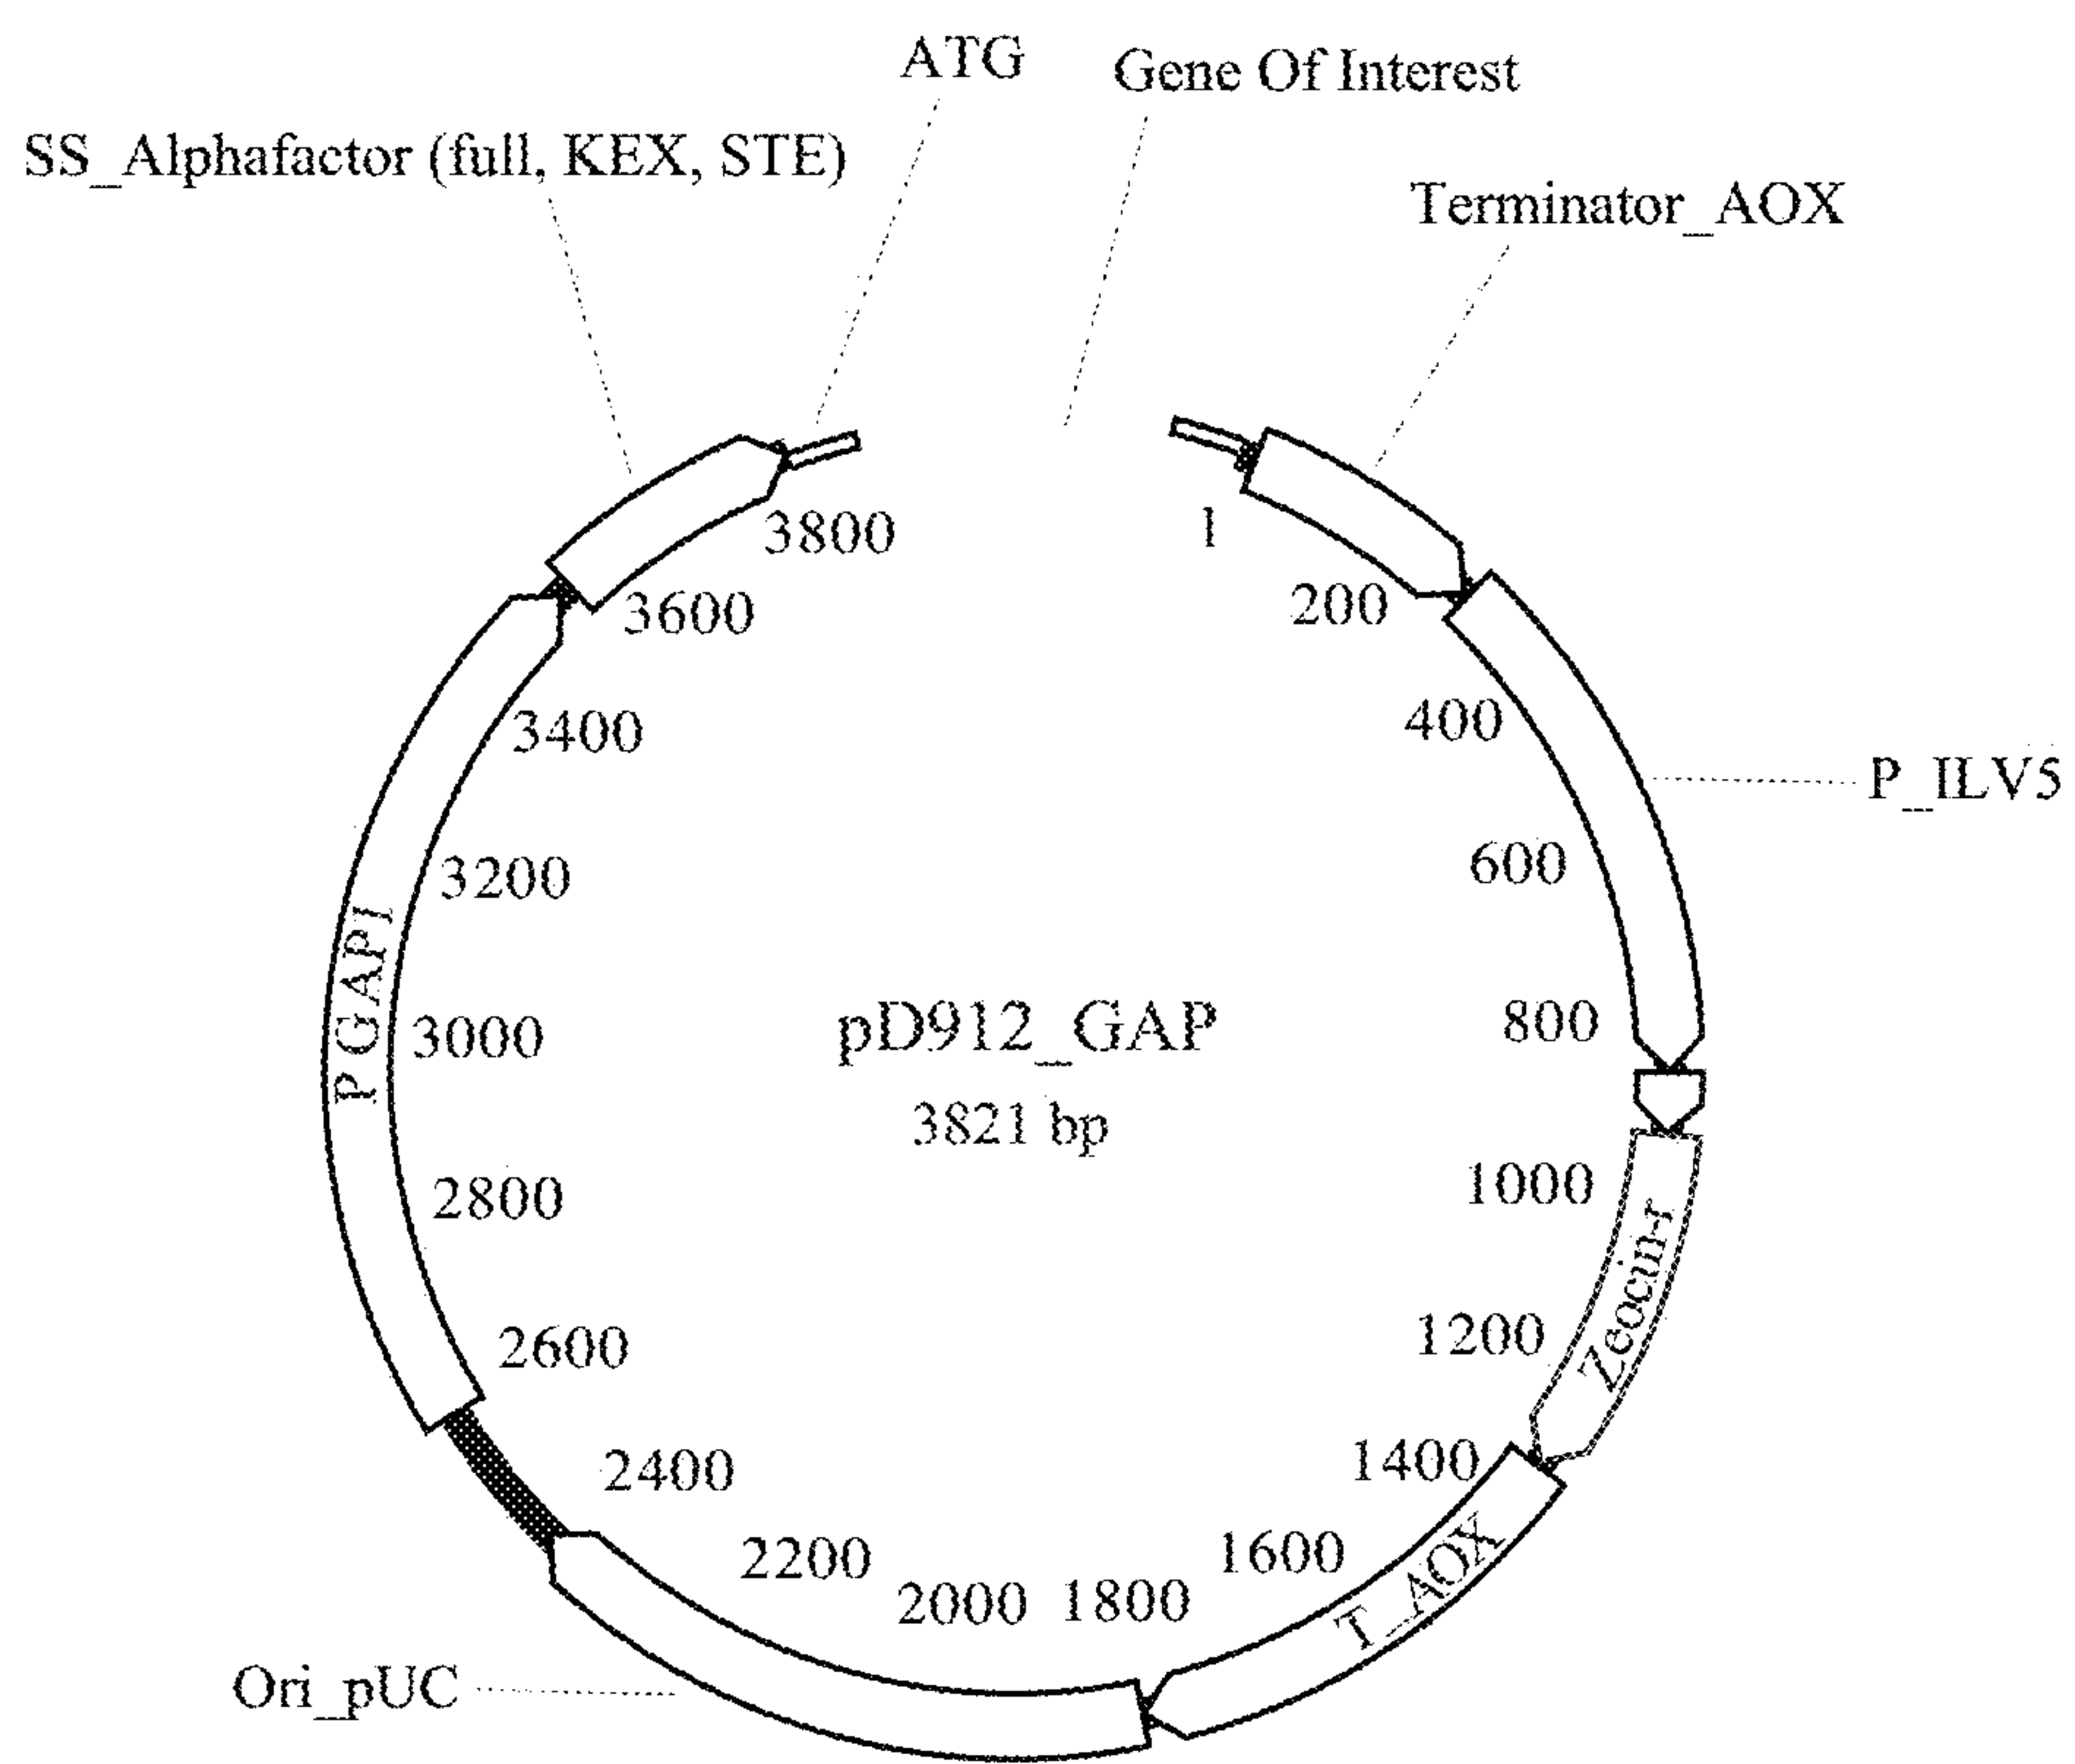 ATG
Gene Of Interest
SS_Alphafactor (full, KEX, STE)
Terminator_AOX
3800
1
200
3600
400
3400
P_ILV5
600
3200
P GAP1
800
pD912_GAP
3000
3821 bp
1000
2800
Zeocin-r
1200
2600
1400
2400
1600
2200
T_AOX
2000
1800
Ori_pUC